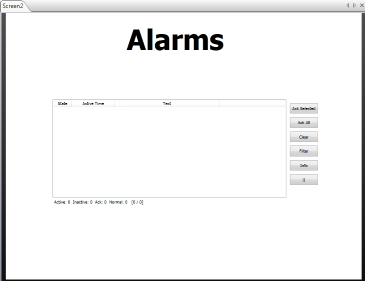 Screen2
Alarms
State Active Time Text
Ack Selected
Ack All
Clear
Filter
Info
Active: 0 Inactive: 0 Ack: 0 Normal: 0 [0 / 0]